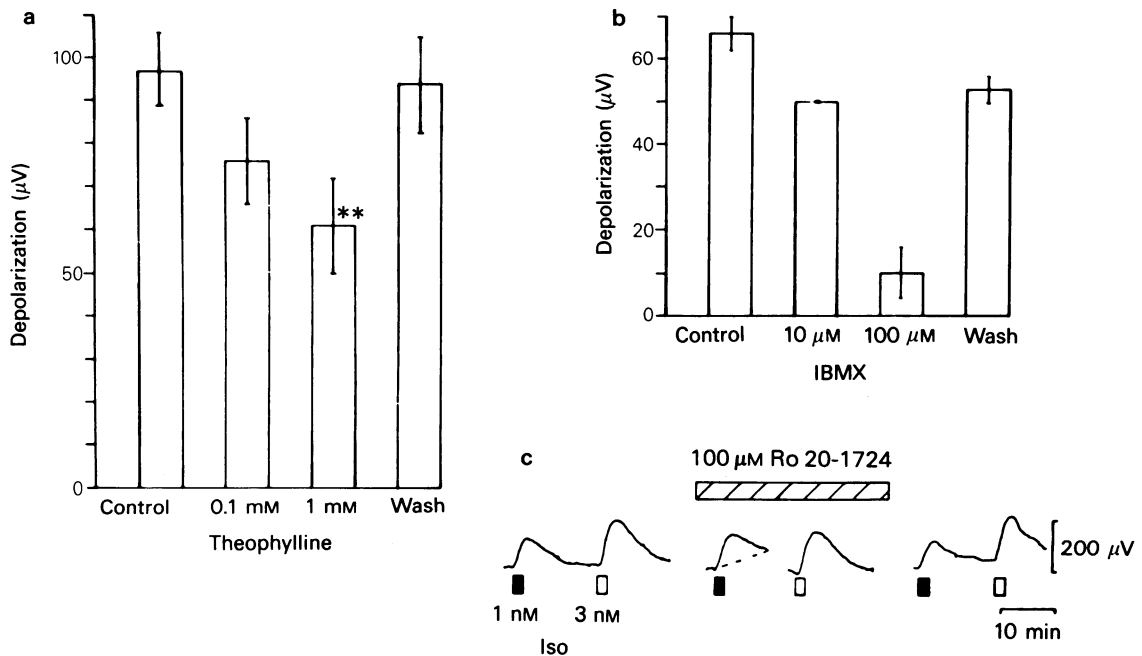 a
Depolarization (μV)
100
50
0
Control 0.1 mM 1 mM Wash
**
Theophylline
b
Depolarization (μV)
60
40
20
0
Control 10 μM 100 μM Wash
IBMX
c
100 μM Ro 20-1724
200 μV
1 nM 3 nM
10 min
Iso